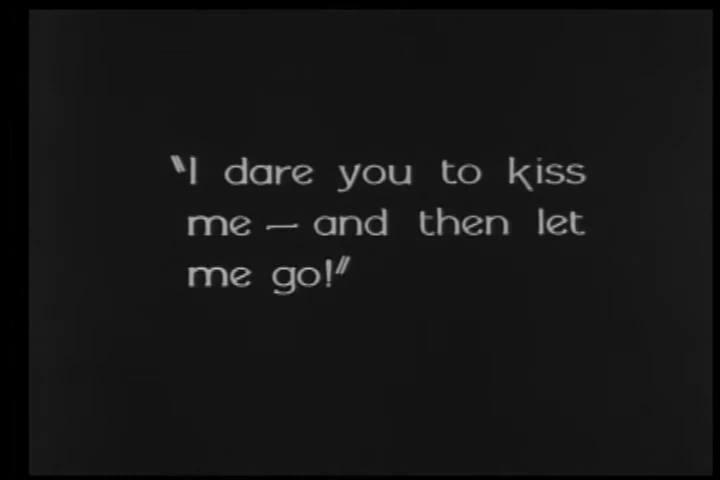 "I dare you to kiss
me — and then let
me go!"